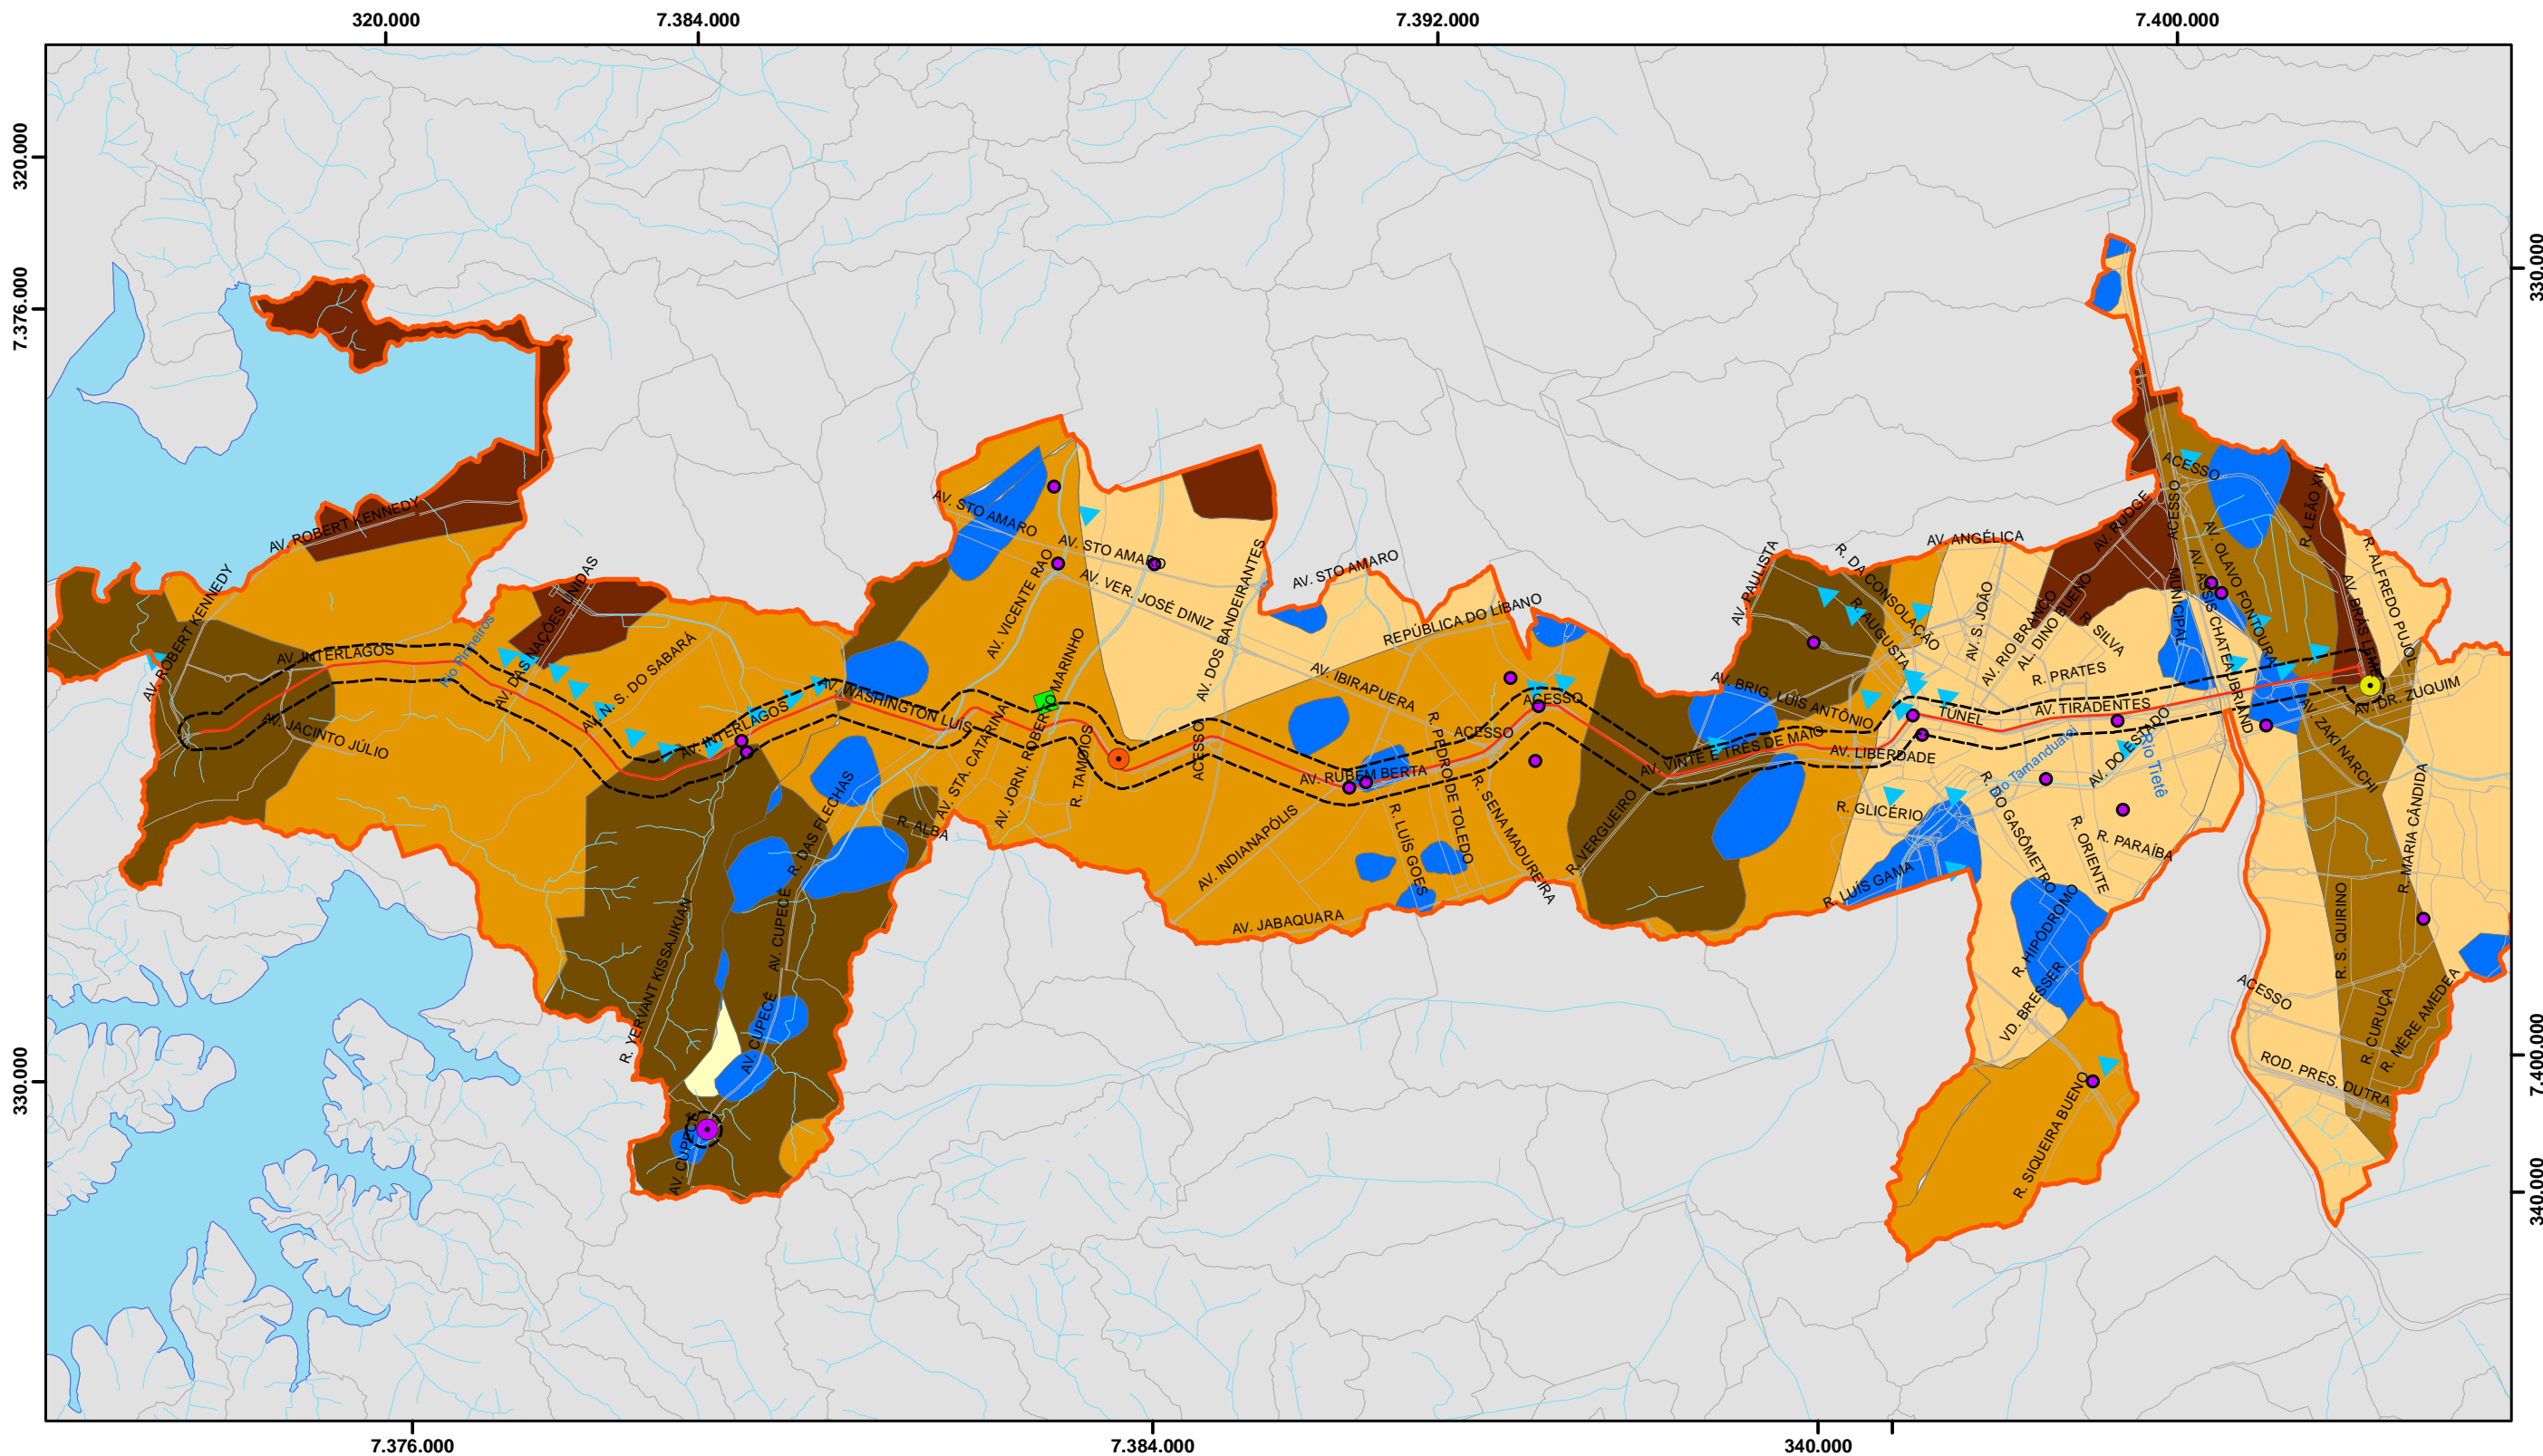 320.000
7.384.000
7.392.000
7.400.000
320.000
7.376.000
330.000
330.000
7.400.000
340.000
7.376.000
7.384.000
340.000
AV. ROBERT KENNEDY
AV. ROBERT KENNEDY
AV. INTERLAGOS
AV. JACINTO JÚLIO
Rio Pinheiros
AV. DAS NAÇÕES UNIDAS
AV. N. S. DO SABARÁ
AV. INTERLAGOS
AV. WASHINGTON LUÍS
R. YERVANT KISSAJIKIAN
AV. CUPECÊ
AV. CUPECÊ
AV. CUPECÊ
R. DAS FLECHAS
R. ALBA
AV. STA. CATARINA
AV. JORN. ROBERTO MARINHO
R. TAMOIOS
AV. STO AMARO
AV. STO AMARO
AV. STO AMARO
AV. VICENTE RAO
AV. VER. JOSÉ DINIZ
AV. DOS BANDEIRANTES
ACESSO
AV. IBIRAPUERA
REPÚBLICA DO LÍBANO
AV. RUBEM BERTA
AV. INDIANAPÓLIS
AV. JABAQUARA
R. LUÍS GOES
R. PEDRO DE TOLEDO
ACESSO
ACESSO
R. SENA MADUREIRA
R. VERGUEIRO
AV. VINTE E TRÊS DE MAIO
AV. BRIG. LUÍS ANTÔNIO
AV. LIBERDADE
AV. PAULISTA
R. DA CONSOLAÇÃO
R. AUGUSTA
AV. ANGÉLICA
AV. S. JOÃO
AV. RIO BRANCO
AL. DINO BUENO
AV. RUDGE
R. SILVA
R. PRATES
TUNEL
AV. TIRADENTES
R. GLICÉRIO
R. LUÍS GAMA
Rio Tamanduateí
R. DO GASÔMETRO
AV. DO ESTADO
Rio Tietê
R. ORIENTE
R. PARAÍBA
R. HIPÓDROMO
VD. BRESSER
R. SIQUEIRA BUENO
ACESSO
ACESSO
MUNICIPAL
AV. ASSIS CHATEAUBRIAND
AV. OLAVO FONTOURA
R. LEÃO XIII
AV. BRÁS LEME
R. ALFREDO PUJOL
AV. DR. ZUQUIM
AV. ZAKI NARCHI
R. MARIA CÂNDIDA
R. S. QUIRINO
ACESSO
R. CURUÇA
R. MÈRE AMEDEA
ROD. PRES. DUTRA